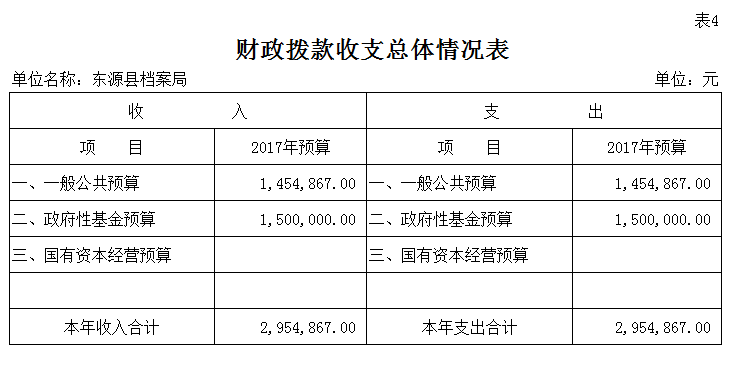 表4
财政拨款收支总体情况表
单位名称：东源县档案局 单位：元
收 入 支 出
项 目 2017年预算 项 目 2017年预算
一、一般公共预算 1,454,867.00 一、一般公共预算 1,454,867.00
二、政府性基金预算 1,500,000.00 二、政府性基金预算 1,500,000.00
三、国有资本经营预算 三、国有资本经营预算
本年收入合计 2,954,867.00 本年支出合计 2,954,867.00